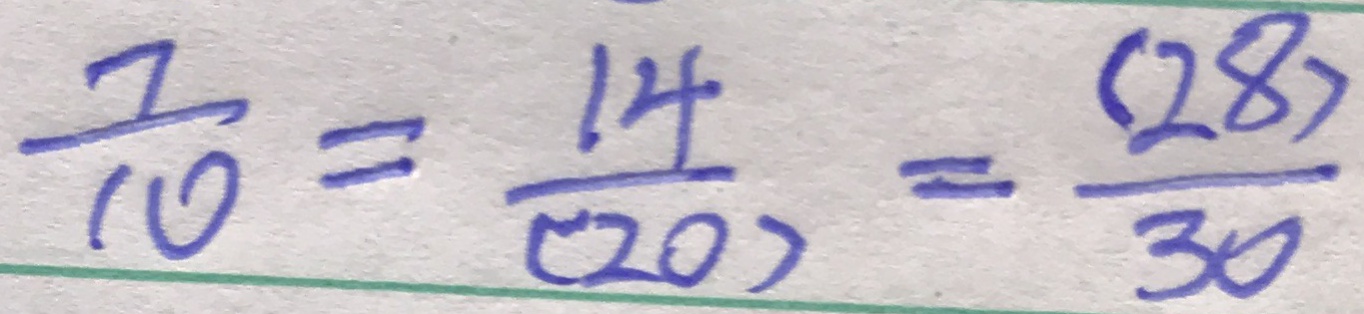 7/10 = 14/(20) = (28)/30